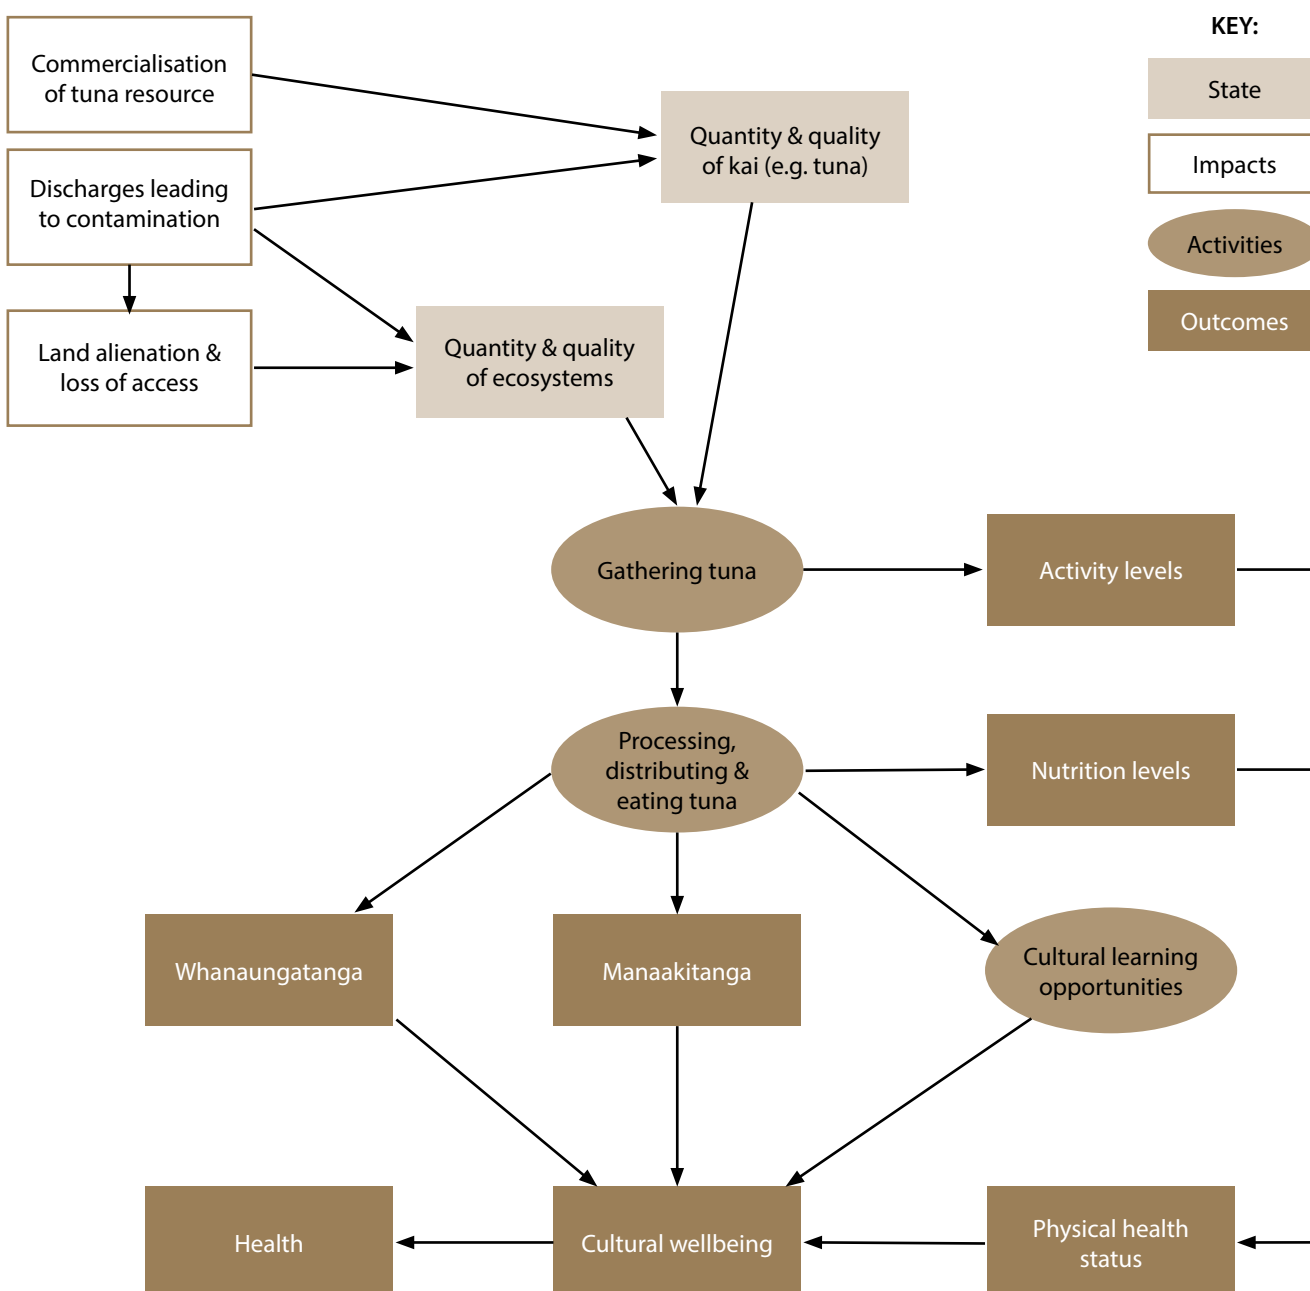 Commercialisation
of tuna resource
Discharges leading
to contamination
Land alienation &
loss of access
Quantity & quality
of kai (e.g. tuna)
Quantity & quality
of ecosystems
KEY:
State
Impacts
Activities
Outcomes
Gathering tuna
Activity levels
Processing,
distributing &
eating tuna
Nutrition levels
Whanaungatanga
Manaakitanga
Cultural learning
opportunities
Health
Cultural wellbeing
Physical health
status